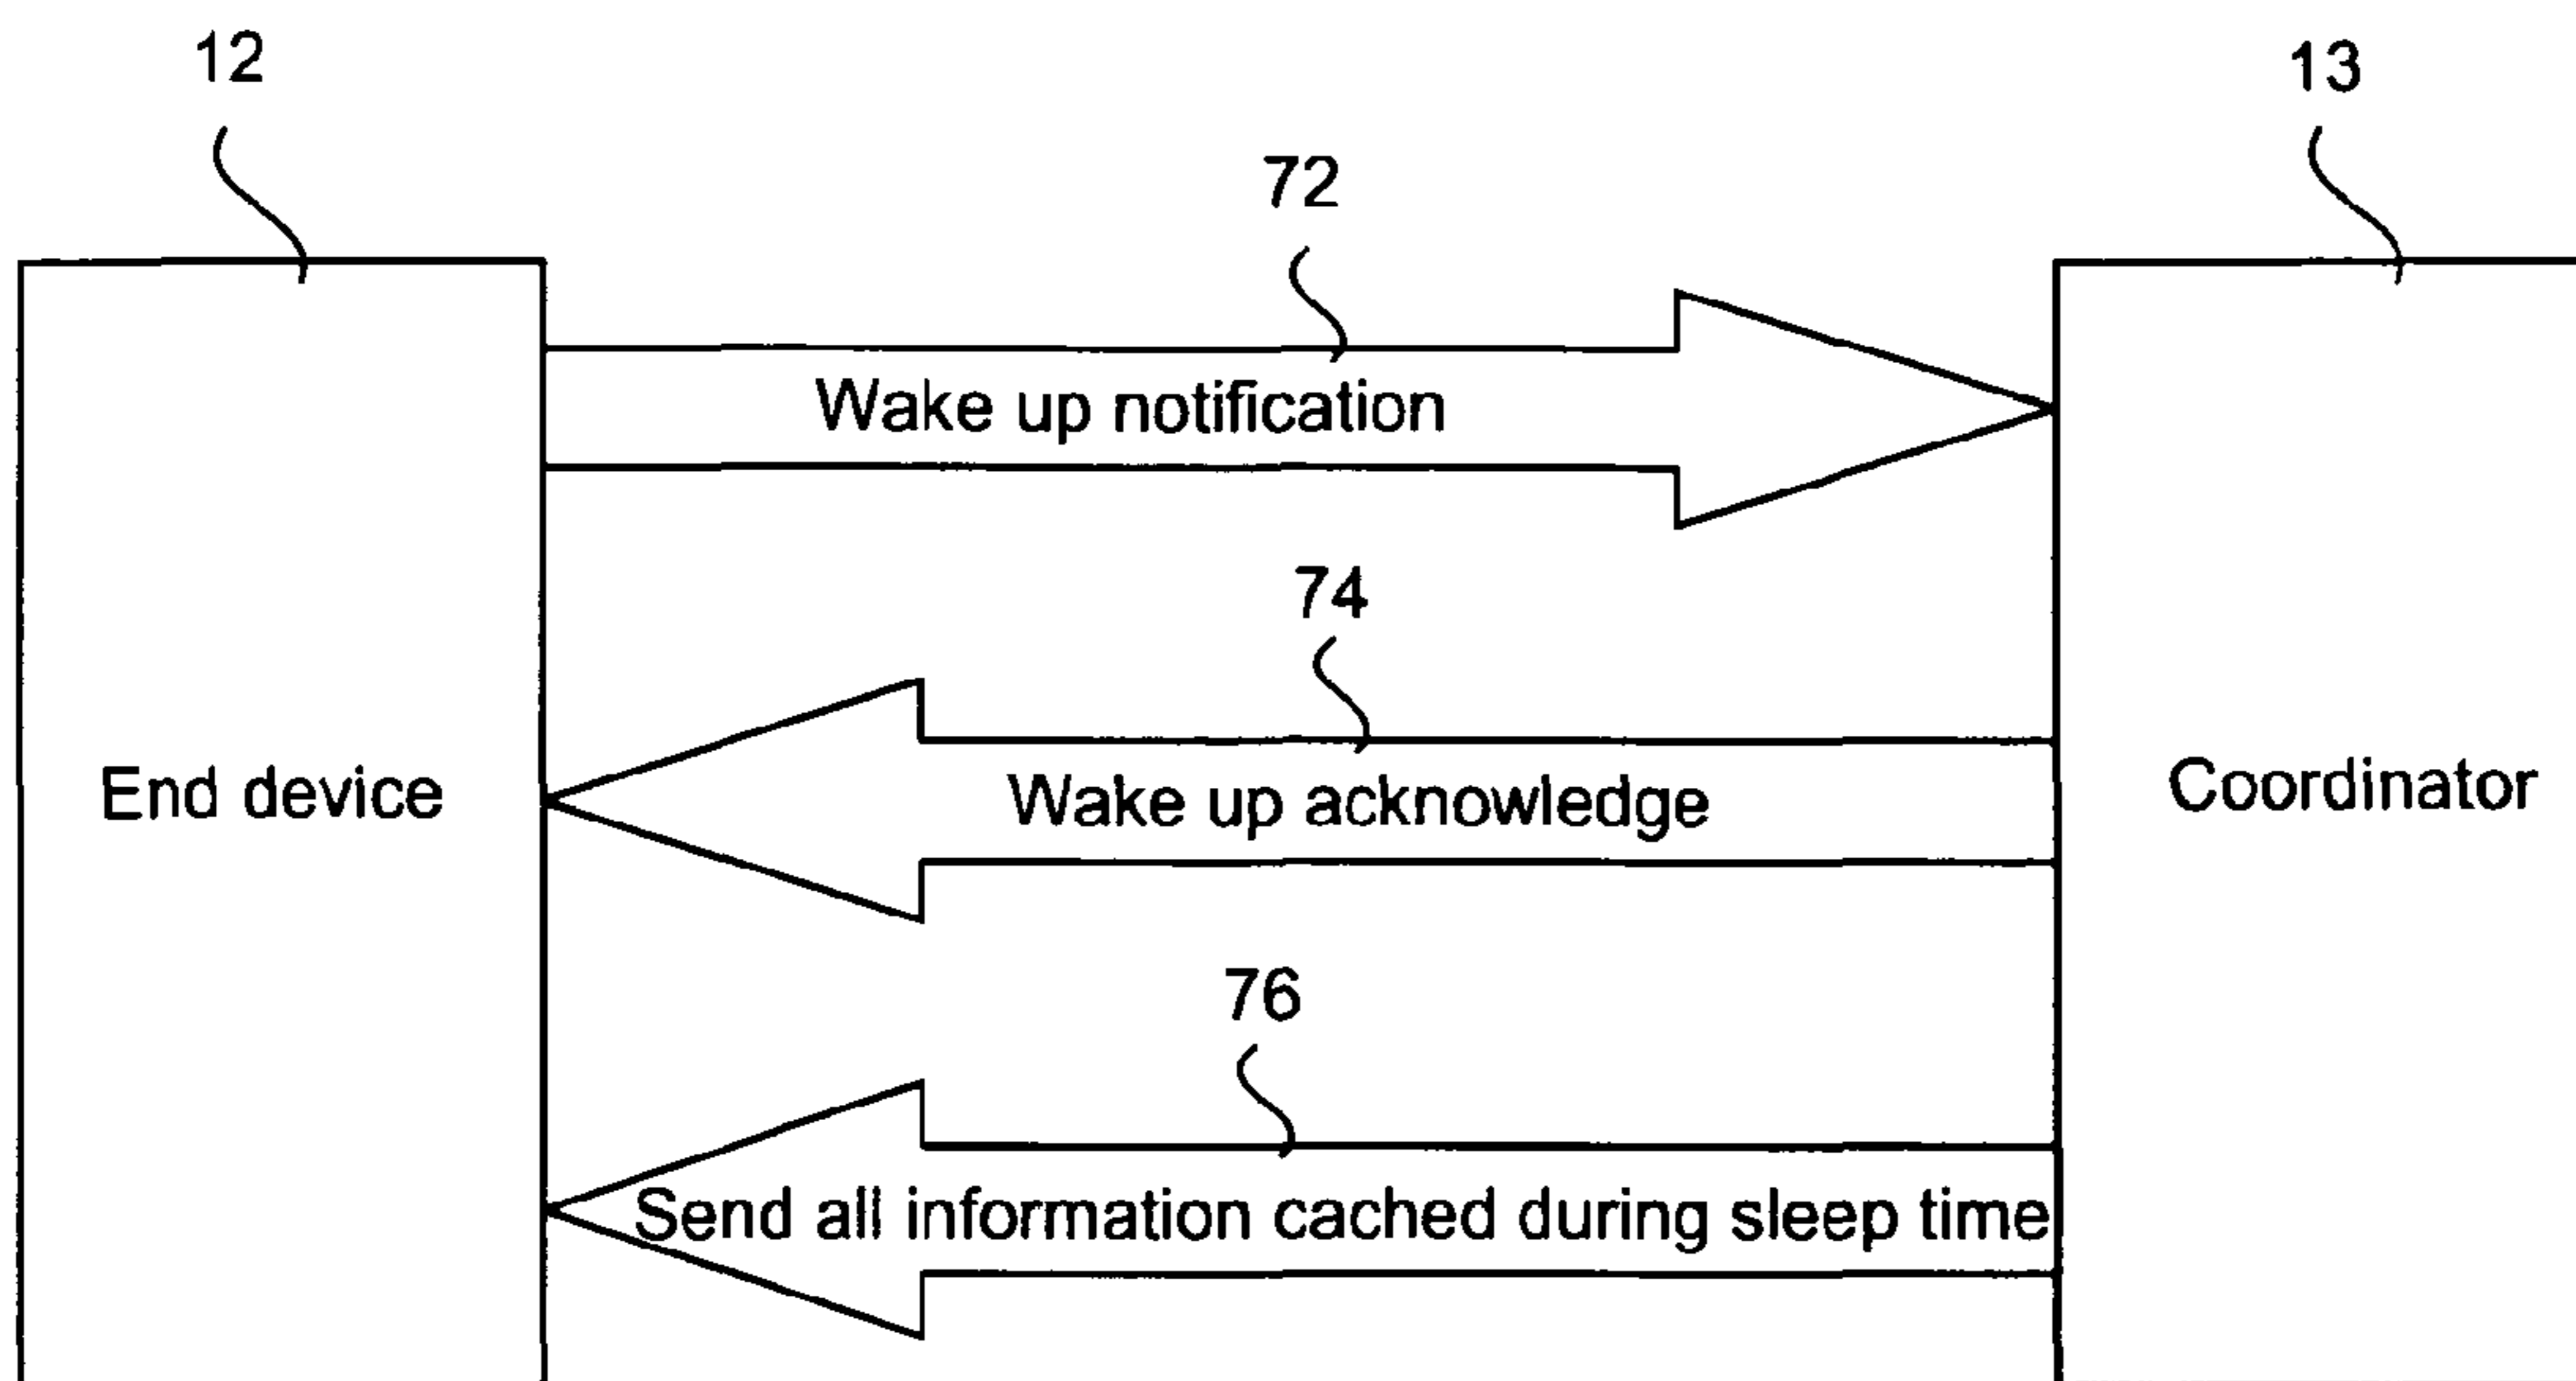 12
13
72
Wake up notification
74
End device
Wake up acknowledge
Coordinator
76
Send all information cached during sleep time